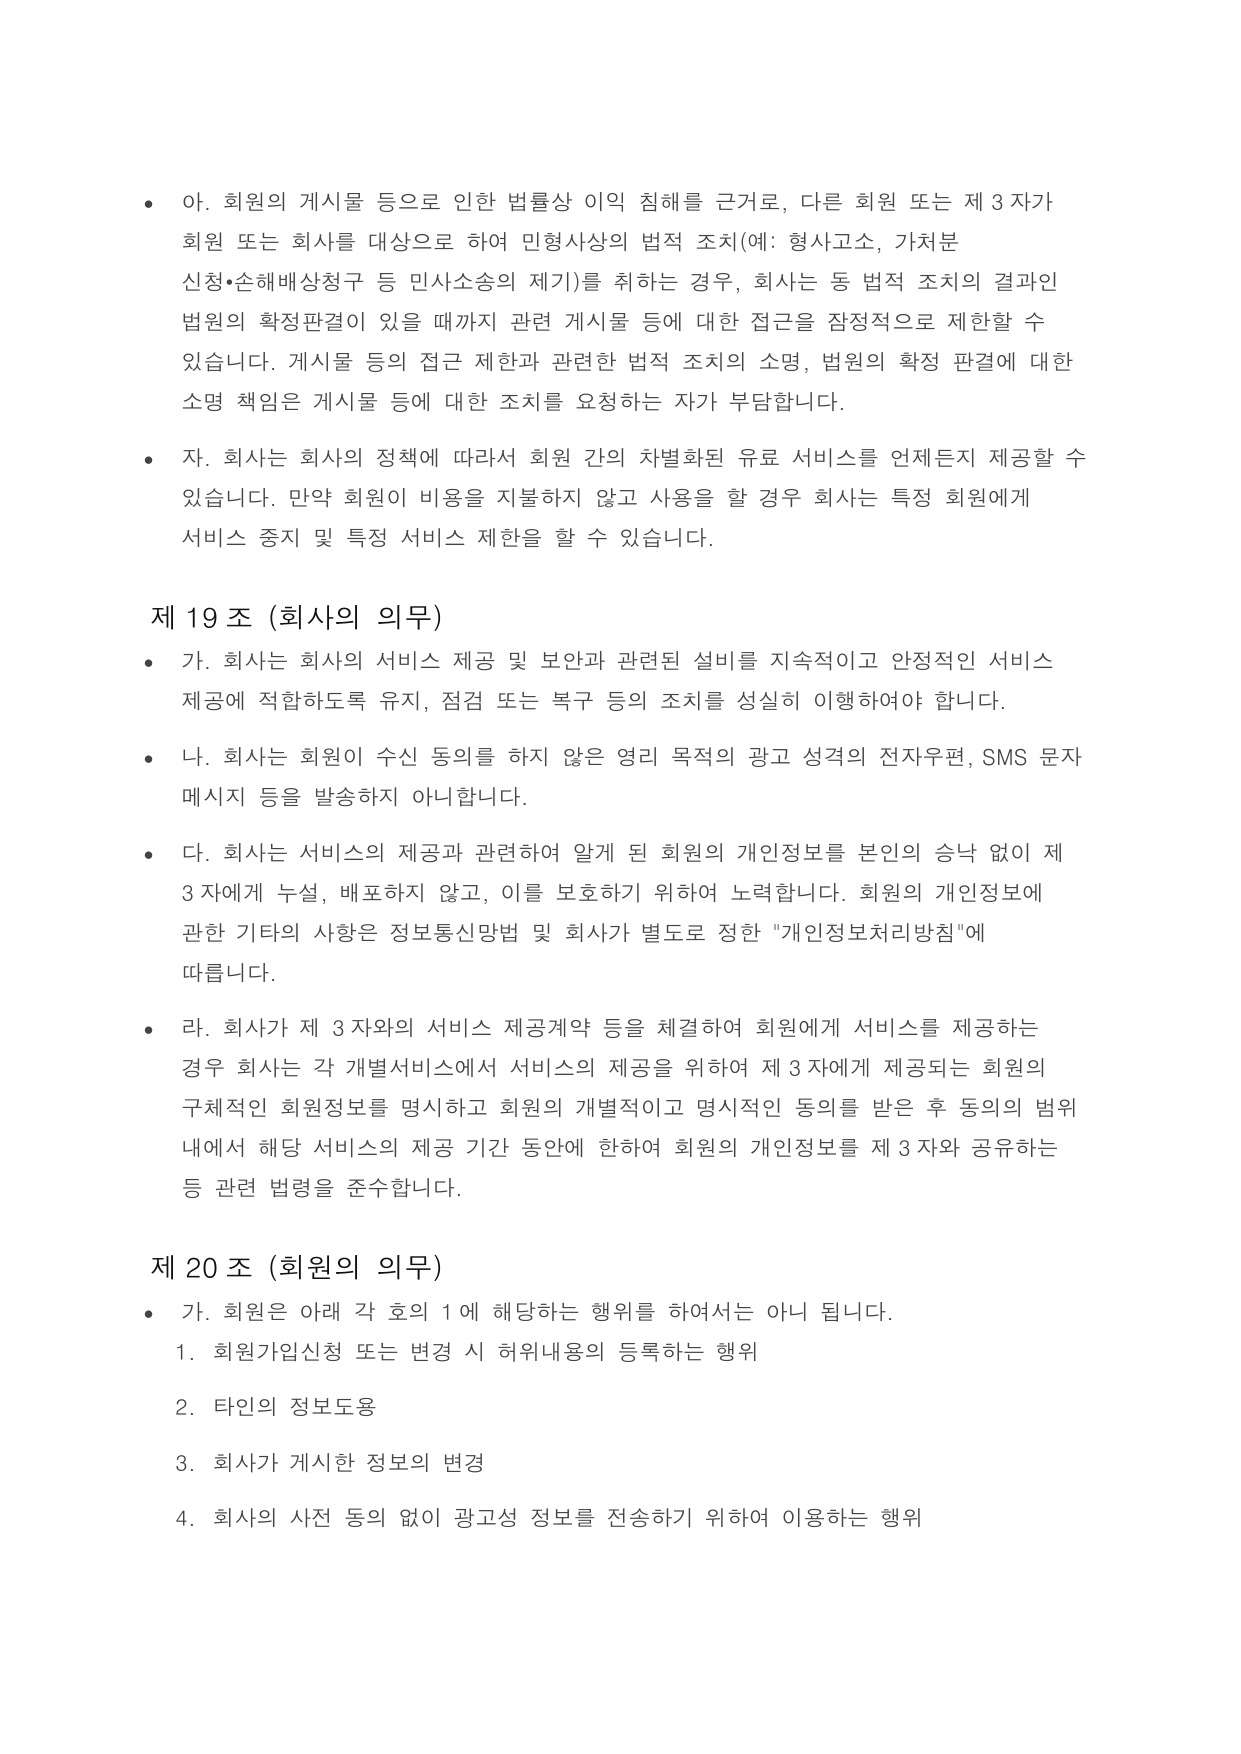 • 아. 회원의 게시물 등으로 인한 법률상 이익 침해를 근거로, 다른 회원 또는 제 3 자가
회원 또는 회사를 대상으로 하여 민형사상의 법적 조치(예: 형사고소, 가처분
신청•손해배상청구 등 민사소송의 제기)를 취하는 경우, 회사는 동 법적 조치의 결과인
법원의 확정판결이 있을 때까지 관련 게시물 등에 대한 접근을 잠정적으로 제한할 수
있습니다. 게시물 등의 접근 제한과 관련한 법적 조치의 소명, 법원의 확정 판결에 대한
소명 책임은 게시물 등에 대한 조치를 요청하는 자가 부담합니다.
• 자. 회사는 회사의 정책에 따라서 회원 간의 차별화된 유료 서비스를 언제든지 제공할 수
있습니다. 만약 회원이 비용을 지불하지 않고 사용을 할 경우 회사는 특정 회원에게
서비스 중지 및 특정 서비스 제한을 할 수 있습니다.
제 19 조 (회사의 의무)
• 가. 회사는 회사의 서비스 제공 및 보안과 관련된 설비를 지속적이고 안정적인 서비스
제공에 적합하도록 유지, 점검 또는 복구 등의 조치를 성실히 이행하여야 합니다.
• 나. 회사는 회원이 수신 동의를 하지 않은 영리 목적의 광고 성격의 전자우편, SMS 문자
메시지 등을 발송하지 아니합니다.
• 다. 회사는 서비스의 제공과 관련하여 알게 된 회원의 개인정보를 본인의 승낙 없이 제
3 자에게 누설, 배포하지 않고, 이를 보호하기 위하여 노력합니다. 회원의 개인정보에
관한 기타의 사항은 정보통신망법 및 회사가 별도로 정한 "개인정보처리방침"에
따릅니다.
• 라. 회사가 제 3 자와의 서비스 제공계약 등을 체결하여 회원에게 서비스를 제공하는
경우 회사는 각 개별서비스에서 서비스의 제공을 위하여 제 3 자에게 제공되는 회원의
구체적인 회원정보를 명시하고 회원의 개별적이고 명시적인 동의를 받은 후 동의의 범위
내에서 해당 서비스의 제공 기간 동안에 한하여 회원의 개인정보를 제 3 자와 공유하는
등 관련 법령을 준수합니다.
제 20 조 (회원의 의무)
• 가. 회원은 아래 각 호의 1 에 해당하는 행위를 하여서는 아니 됩니다.
1. 회원가입신청 또는 변경 시 허위내용의 등록하는 행위
2. 타인의 정보도용
3. 회사가 게시한 정보의 변경
4. 회사의 사전 동의 없이 광고성 정보를 전송하기 위하여 이용하는 행위